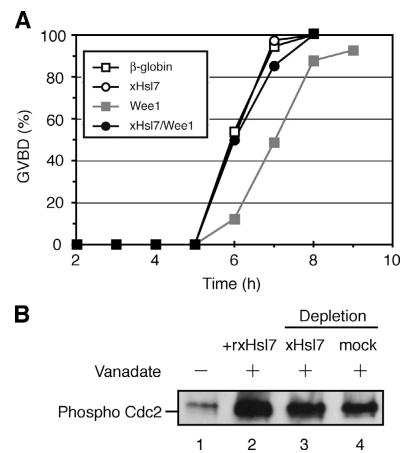 A
100
80
60
40
20
0
GVBD (%)
β-globin
xHsl7
Wee1
xHsl7/Wee1
2
4
6
8
10
Time (h)
B
Depletion
+rxHsl7 xHsl7 mock
Vanadate − + + +
Phospho Cdc2
1 2 3 4